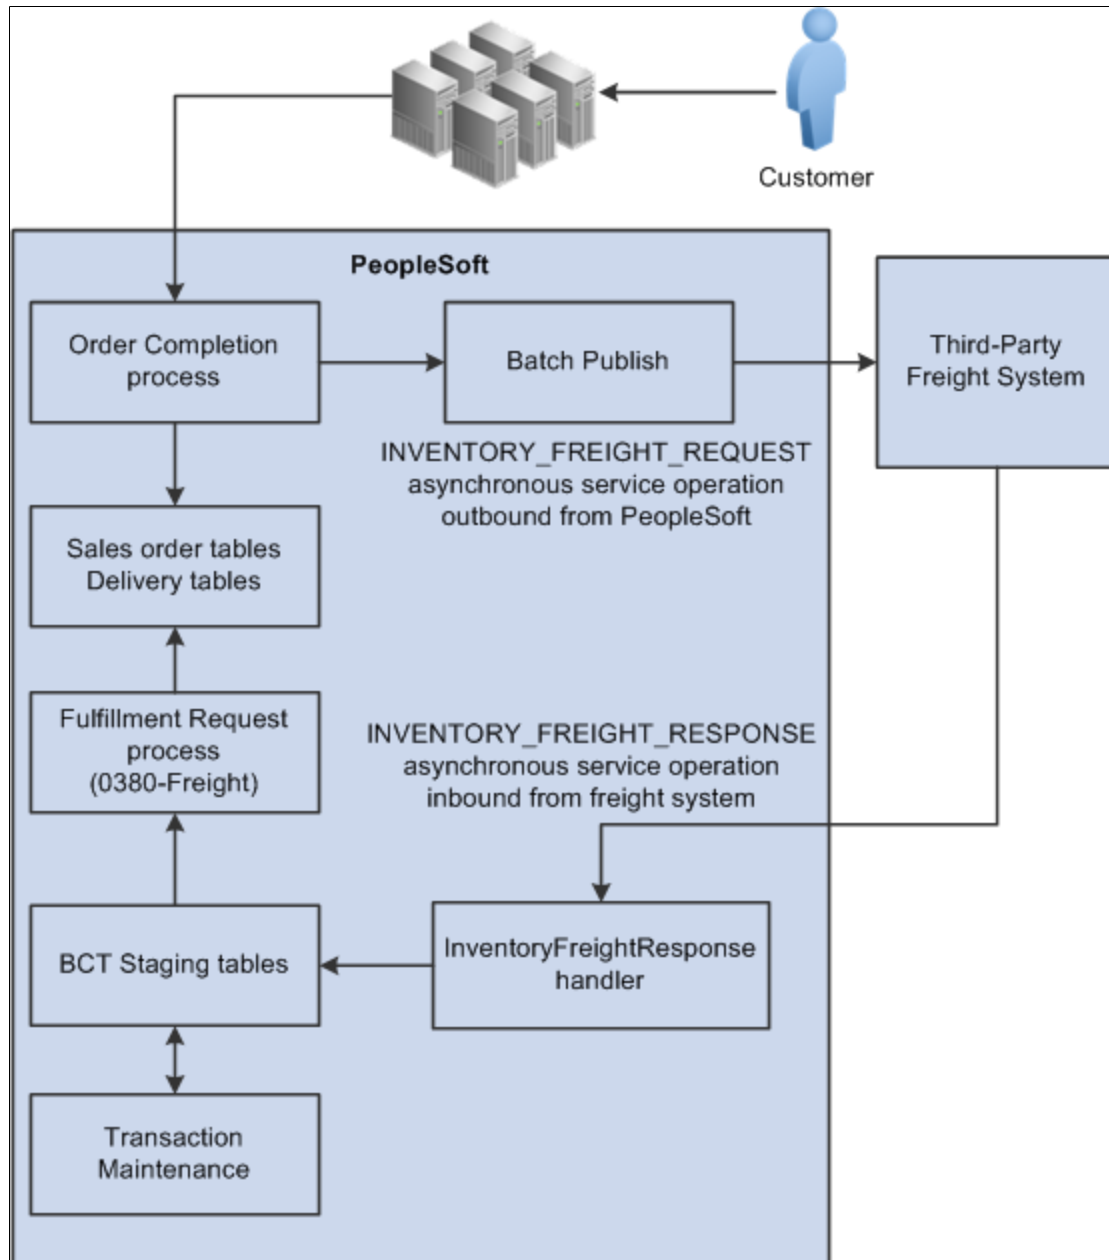 Customer
PeopleSoft
Order Completion
process
Batch Publish
Third-Party
Freight System
INVENTORY_FREIGHT_REQUEST
asynchronous service operation
outbound from PeopleSoft
Sales order tables
Delivery tables
Fulfillment Request
process
(0380-Freight)
INVENTORY_FREIGHT_RESPONSE
asynchronous service operation
inbound from freight system
BCT Staging tables
InventoryFreightResponse
handler
Transaction
Maintenance